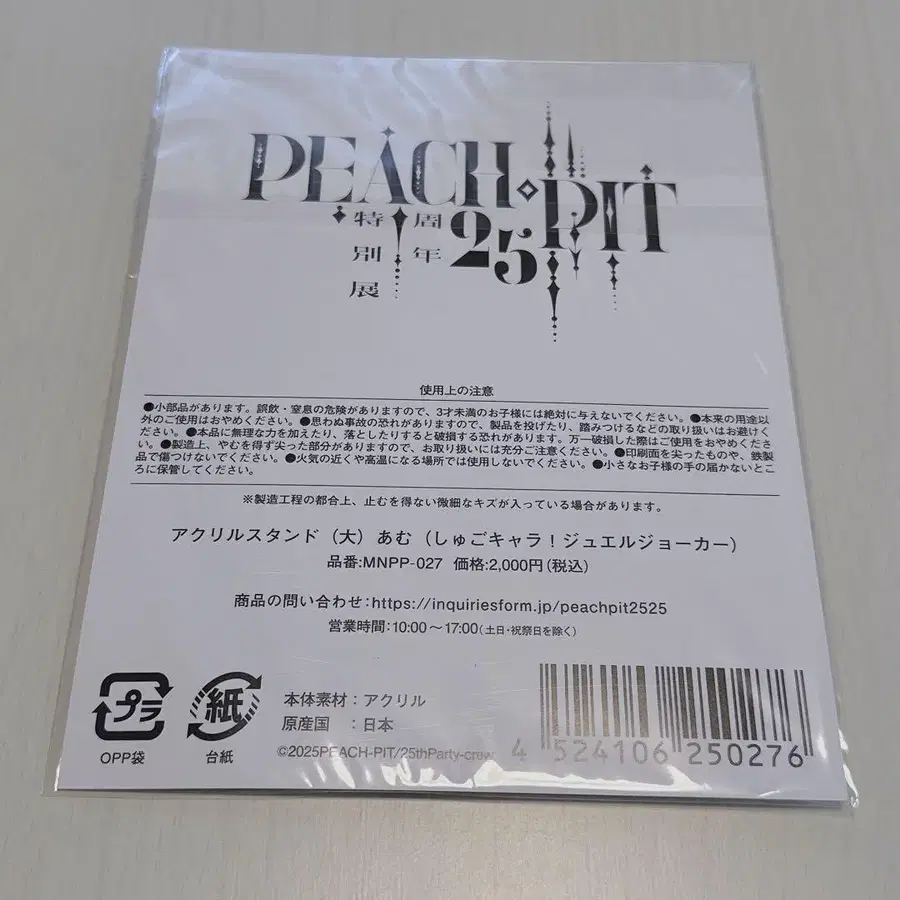 PEACH◇PIT
25
周年
特別展
使用上の注意
●小部品があります。誤飲・窒息の危険がありますので、3才未満のお子様には絶対に与えないでください。●本来の用途以
外のご使用はおやめください。●思わぬ事故の恐れがありますので、製品を投げたり、踏みつけるなどの取り扱いはお避けく
ださい。●本品に無理な力を加えたり、落としたりすると破損する恐れがあります。万一破損した際はご使用をおやめくださ
い。●製造上、やむを得ず尖った部分がありますので、お取り扱いには充分ご注意ください。●印刷面を尖ったものや、鉄製
品で傷つけないでください。●火気の近くや高温になる場所では使用しないでください。●小さなお子様の手の届かないとこ
ろに保管してください。
※製造工程の都合上、止むを得ない微細なキズが入っている場合があります。
アクリルスタンド（大）あむ（しゅごキャラ！ジュエルジョーカー）
品番:MNPP-027 価格:2,000円(税込)
商品の問い合わせ:https://inquiriesform.jp/peachpit2525
営業時間:10:00～17:00(土日・祝祭日を除く)
プラ
OPP袋
紙
台紙
本体素材：アクリル
原産国　：日本
©2025PEACH-PIT/25thParty-crew
4 524106 250276